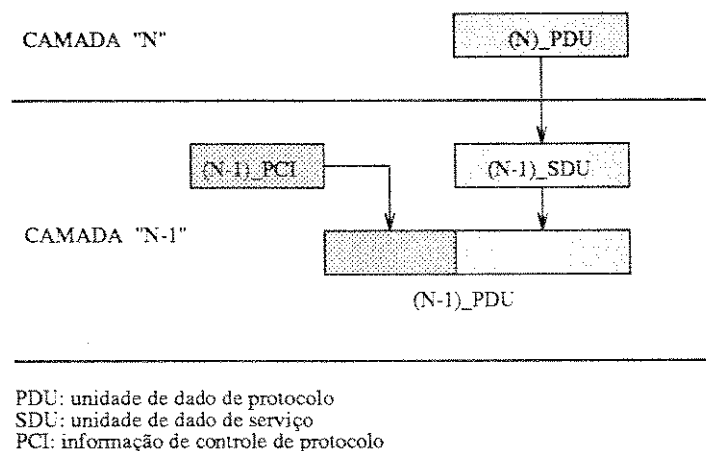 CAMADA "N"
(N)_PDU
(N-1)_PCI
(N-1)_SDU
CAMADA "N-1"
(N-1)_PDU
PDU: unidade de dado de protocolo
SDU: unidade de dado de serviço
PCI: informação de controle de protocolo